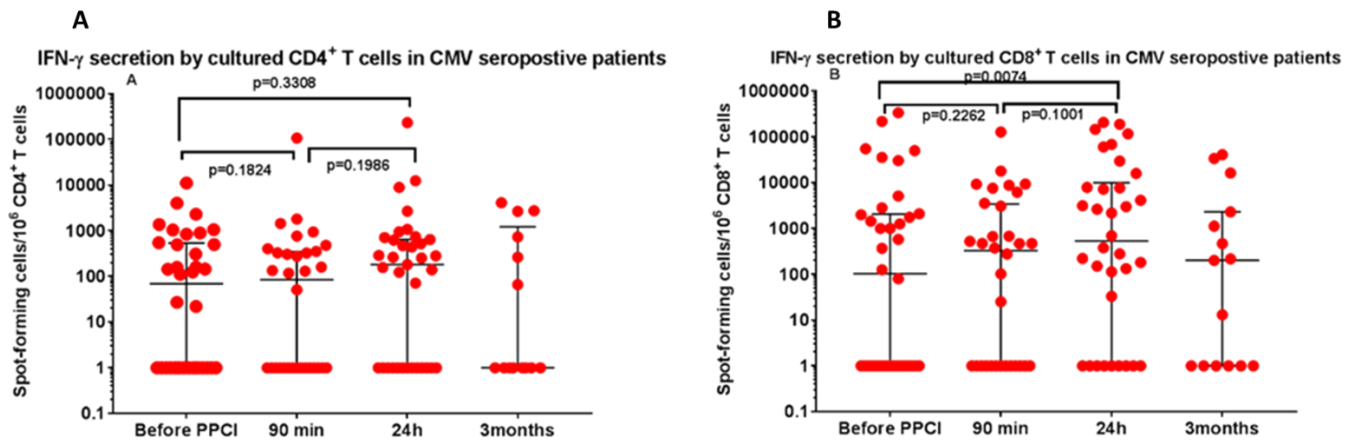 A
IFN-γ secretion by cultured CD4+ T cells in CMV seropostive patients
A
p=0.3308
p=0.1824
p=0.1986
Spot-forming cells/10^6 CD4+ T cells
1000000
100000
10000
1000
100
10
1
0.1
Before PPCI 90 min 24h 3months
B
IFN-γ secretion by cultured CD8+ T cells in CMV seropostive patients
B
p=0.0074
p=0.2262
p=0.1001
Spot-forming cells/10^6 CD8+ T cells
1000000
100000
10000
1000
100
10
1
0.1
Before PPCI 90 min 24h 3months